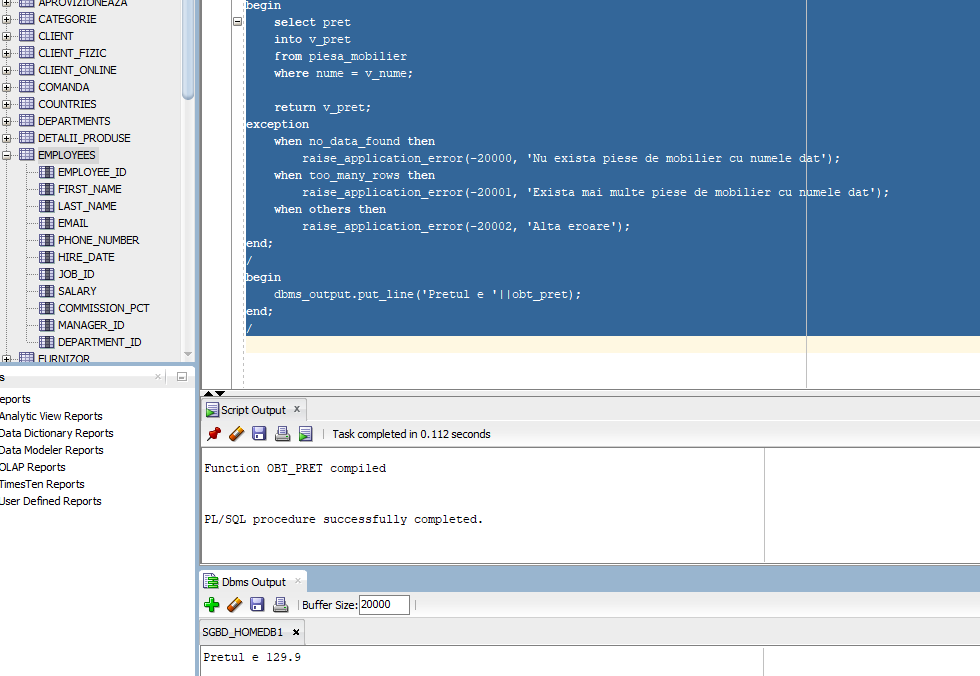 APROVIZIONEAZA
CATEGORIE
CLIENT
CLIENT_FIZIC
CLIENT_ONLINE
COMANDA
COUNTRIES
DEPARTMENTS
DETALII_PRODUSE
EMPLOYEES
EMPLOYEE_ID
FIRST_NAME
LAST_NAME
EMAIL
PHONE_NUMBER
HIRE_DATE
JOB_ID
SALARY
COMMISSION_PCT
MANAGER_ID
DEPARTMENT_ID
FURNIZOR
s
eports
Analytic View Reports
Data Dictionary Reports
Data Modeler Reports
OLAP Reports
TimesTen Reports
User Defined Reports
begin
select pret
into v_pret
from piesa_mobilier
where nume = v_nume;
return v_pret;
exception
when no_data_found then
raise_application_error(-20000, 'Nu exista piese de mobilier cu numele dat');
when too_many_rows then
raise_application_error(-20001, 'Exista mai multe piese de mobilier cu numele dat');
when others then
raise_application_error(-20002, 'Alta eroare');
end;
/
begin
dbms_output.put_line('Pretul e '||obt_pret);
end;
/
Script Output x
Task completed in 0.112 seconds
Function OBT_PRET compiled
PL/SQL procedure successfully completed.
Dbms Output x
Buffer Size: 20000
SGBD_HOMEDB1 x
Pretul e 129.9